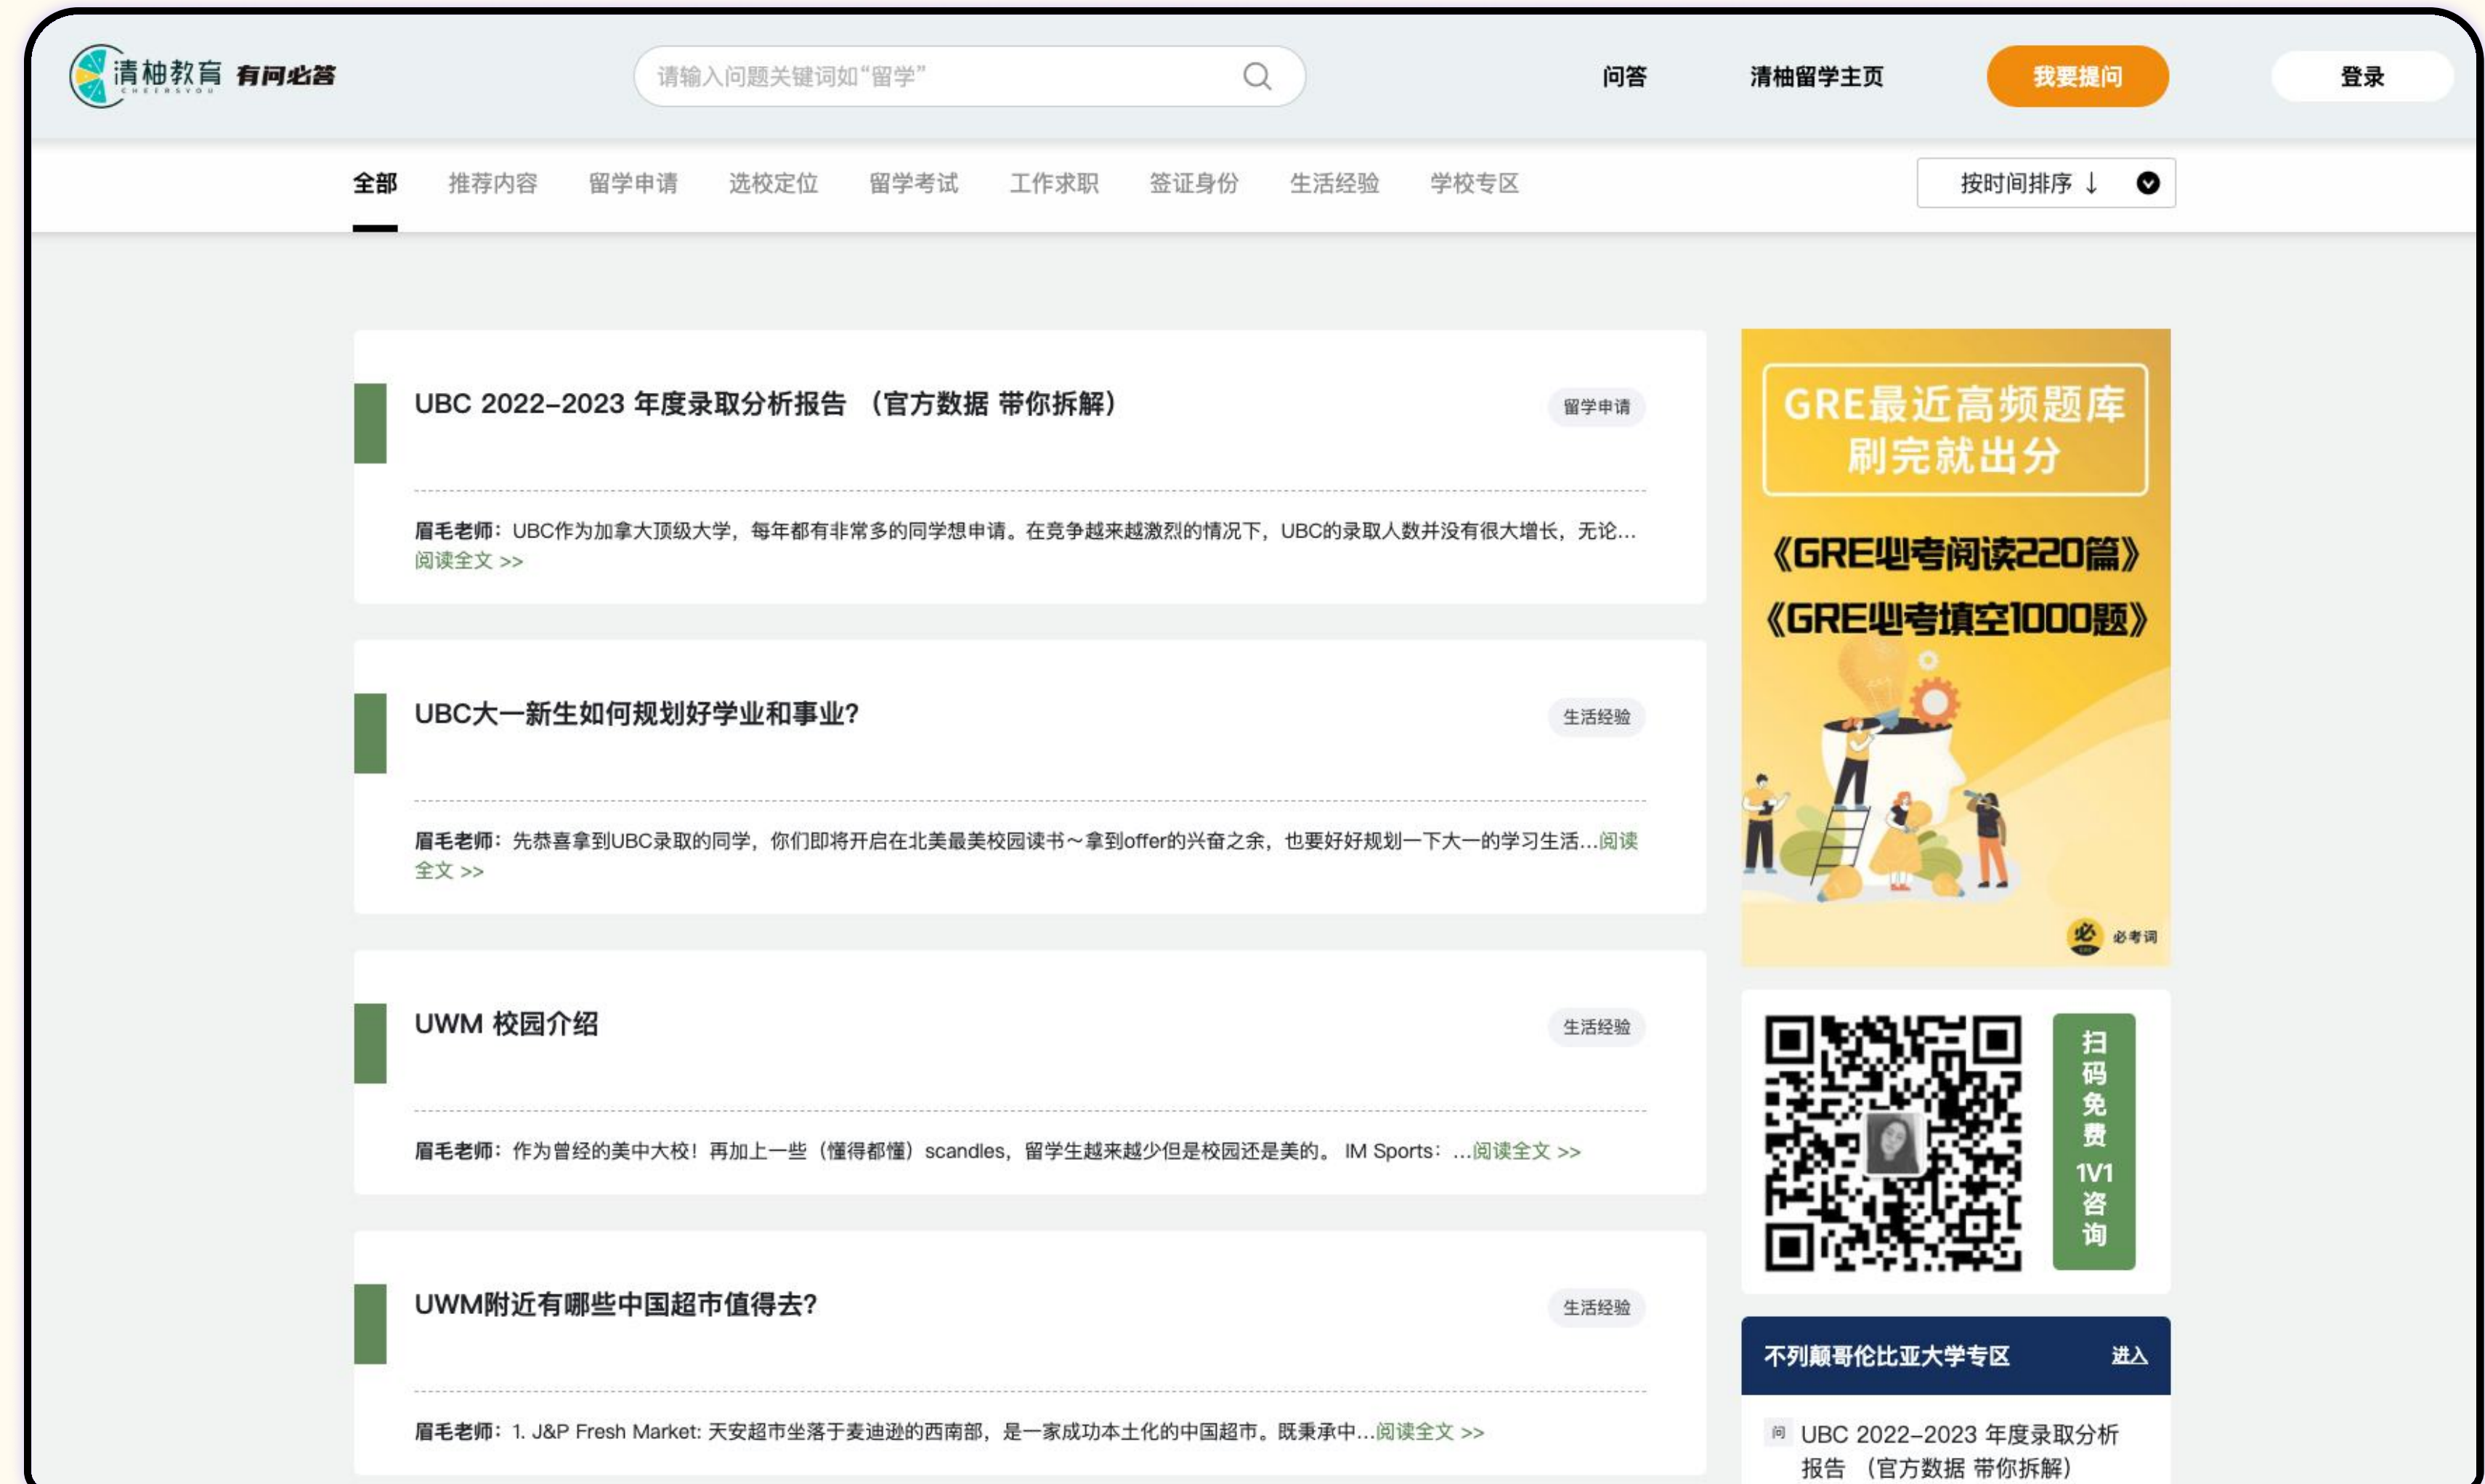 清柚教育 有问必答
CHEERSYOU
请输入问题关键词如“留学”
问答
清柚留学主页
我要提问
登录
全部
推荐内容
留学申请
选校定位
留学考试
工作求职
签证身份
生活经验
学校专区
按时间排序 ↓
UBC 2022-2023 年度录取分析报告 （官方数据 带你拆解）
留学申请
眉毛老师：UBC作为加拿大顶级大学，每年都有非常多的同学想申请。在竞争越来越激烈的情况下，UBC的录取人数并没有很大增长，无论...
阅读全文 >>
UBC大一新生如何规划好学业和事业?
生活经验
眉毛老师：先恭喜拿到UBC录取的同学，你们即将开启在北美最美校园读书～拿到offer的兴奋之余，也要好好规划一下大一的学习生活...阅读
全文 >>
UWM 校园介绍
生活经验
眉毛老师：作为曾经的美中大校！再加上一些（懂得都懂）scandles，留学生越来越少但是校园还是美的。 IM Sports：...阅读全文 >>
UWM附近有哪些中国超市值得去?
生活经验
眉毛老师：1. J&P Fresh Market: 天安超市坐落于麦迪逊的西南部，是一家成功本土化的中国超市。既秉承中...阅读全文 >>
GRE最近高频题库
刷完就出分
《GRE必考阅读220篇》
《GRE必考填空1000题》
必 必考词
扫
码
免
费
1V1
咨
询
不列颠哥伦比亚大学专区
进入
问 UBC 2022-2023 年度录取分析
报告 （官方数据 带你拆解）